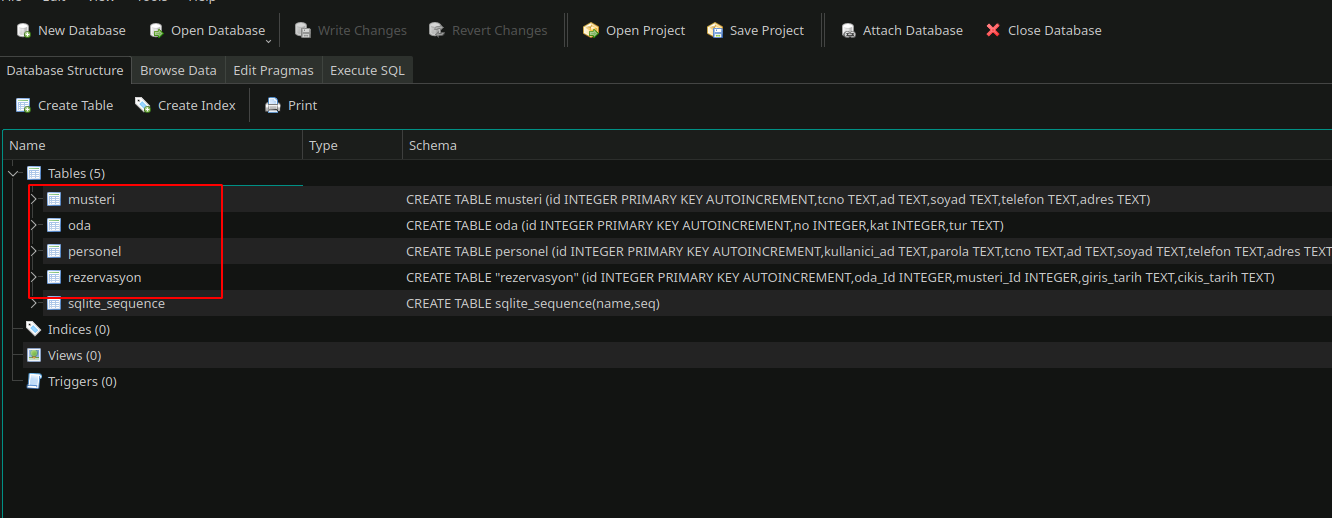 New Database Open Database Write Changes Revert Changes Open Project Save Project Attach Database Close Database
Database Structure Browse Data Edit Pragmas Execute SQL
Create Table Create Index Print
Name Type Schema
Tables (5)
musteri CREATE TABLE musteri (id INTEGER PRIMARY KEY AUTOINCREMENT,tcno TEXT,ad TEXT,soyad TEXT,telefon TEXT,adres TEXT)
oda CREATE TABLE oda (id INTEGER PRIMARY KEY AUTOINCREMENT,no INTEGER,kat INTEGER,tur TEXT)
personel CREATE TABLE personel (id INTEGER PRIMARY KEY AUTOINCREMENT,kullanici_ad TEXT,parola TEXT,tcno TEXT,ad TEXT,soyad TEXT,telefon TEXT,adres TEXT
rezervasyon CREATE TABLE "rezervasyon" (id INTEGER PRIMARY KEY AUTOINCREMENT,oda_Id INTEGER,musteri_Id INTEGER,giris_tarih TEXT,cikis_tarih TEXT)
sqlite_sequence CREATE TABLE sqlite_sequence(name,seq)
Indices (0)
Views (0)
Triggers (0)